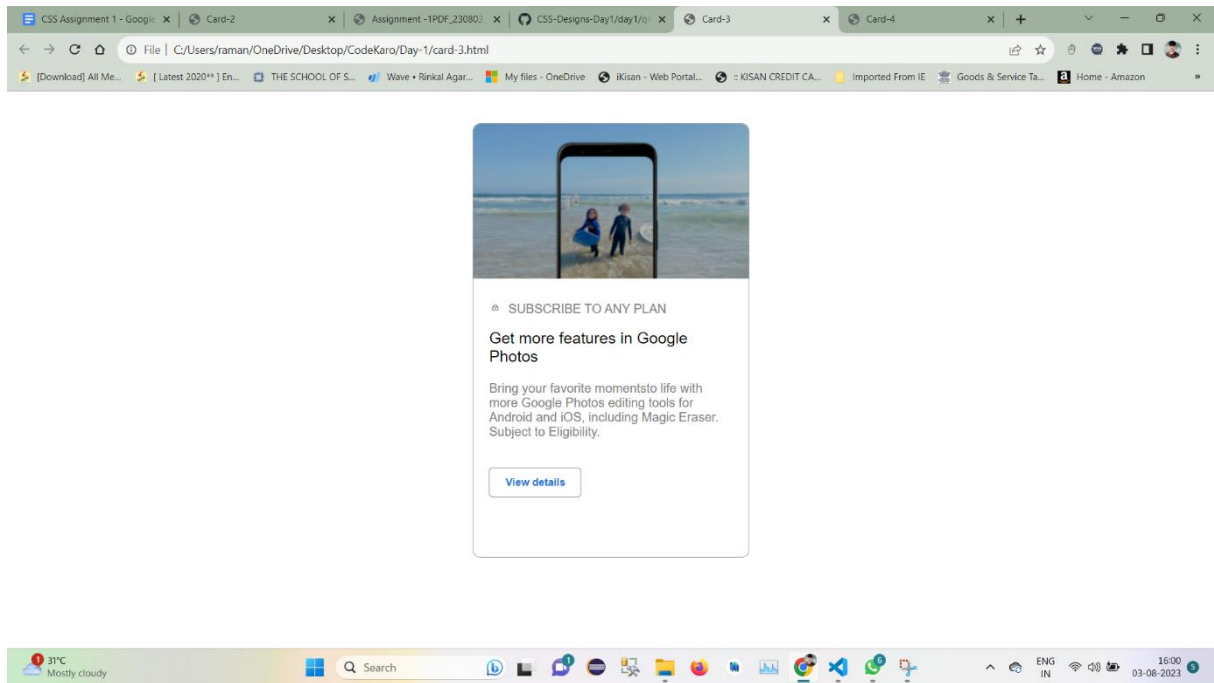 CSS Assignment 1 - Google
Card-2
Assignment -1PDF_230803_
CSS-Designs-Day1/day1/q4
Card-3
Card-4
File
C:/Users/raman/OneDrive/Desktop/CodeKaro/Day-1/card-3.html
[Download] All Me...
[ Latest 2020** ] En...
THE SCHOOL OF S...
Wave • Rinkal Agar...
My files - OneDrive
iKisan - Web Portal...
:: KISAN CREDIT CA...
Imported From IE
Goods & Service Ta...
Home - Amazon
»
SUBSCRIBE TO ANY PLAN
Get more features in Google
Photos
Bring your favorite momentsto life with
more Google Photos editing tools for
Android and iOS, including Magic Eraser.
Subject to Eligibility.
View details
1
31°C
Mostly cloudy
Search
ENG
IN
16:00
03-08-2023
5